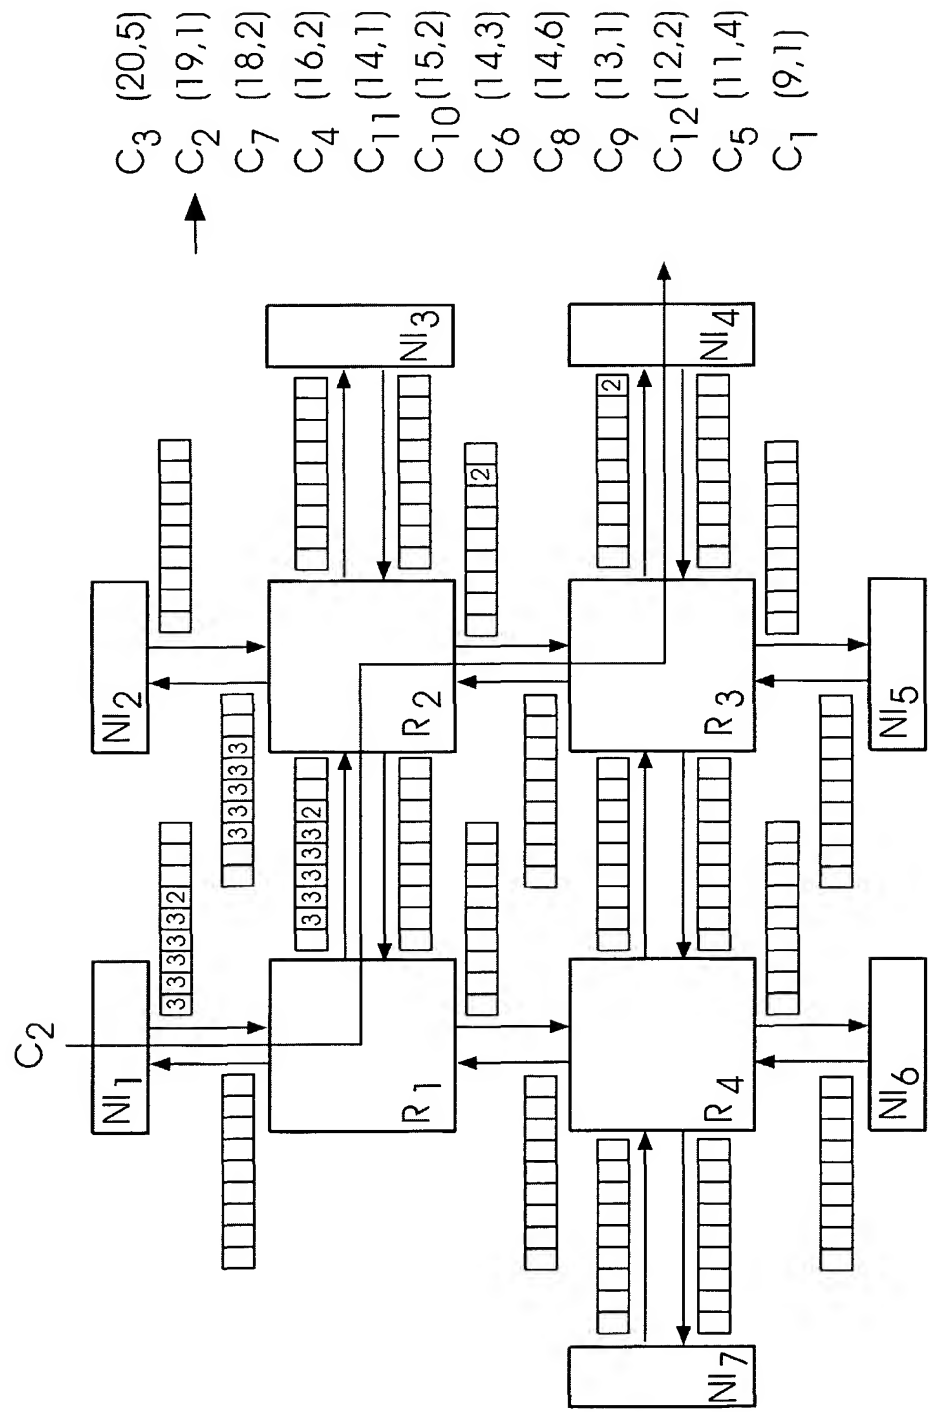 C2
NI1
NI2
3 3 3 3 3 2
3 3 3 3 3
R1
3 3 3 3 3 2
R2
NI3
2
NI7
R4
R3
2
NI4
NI6
NI5
C3 (20,5)
C2 (19,1)
C7 (18,2)
C4 (16,2)
C11 (14,1)
C10 (15,2)
C6 (14,3)
C8 (14,6)
C9 (13,1)
C12 (12,2)
C5 (11,4)
C1 (9,1)